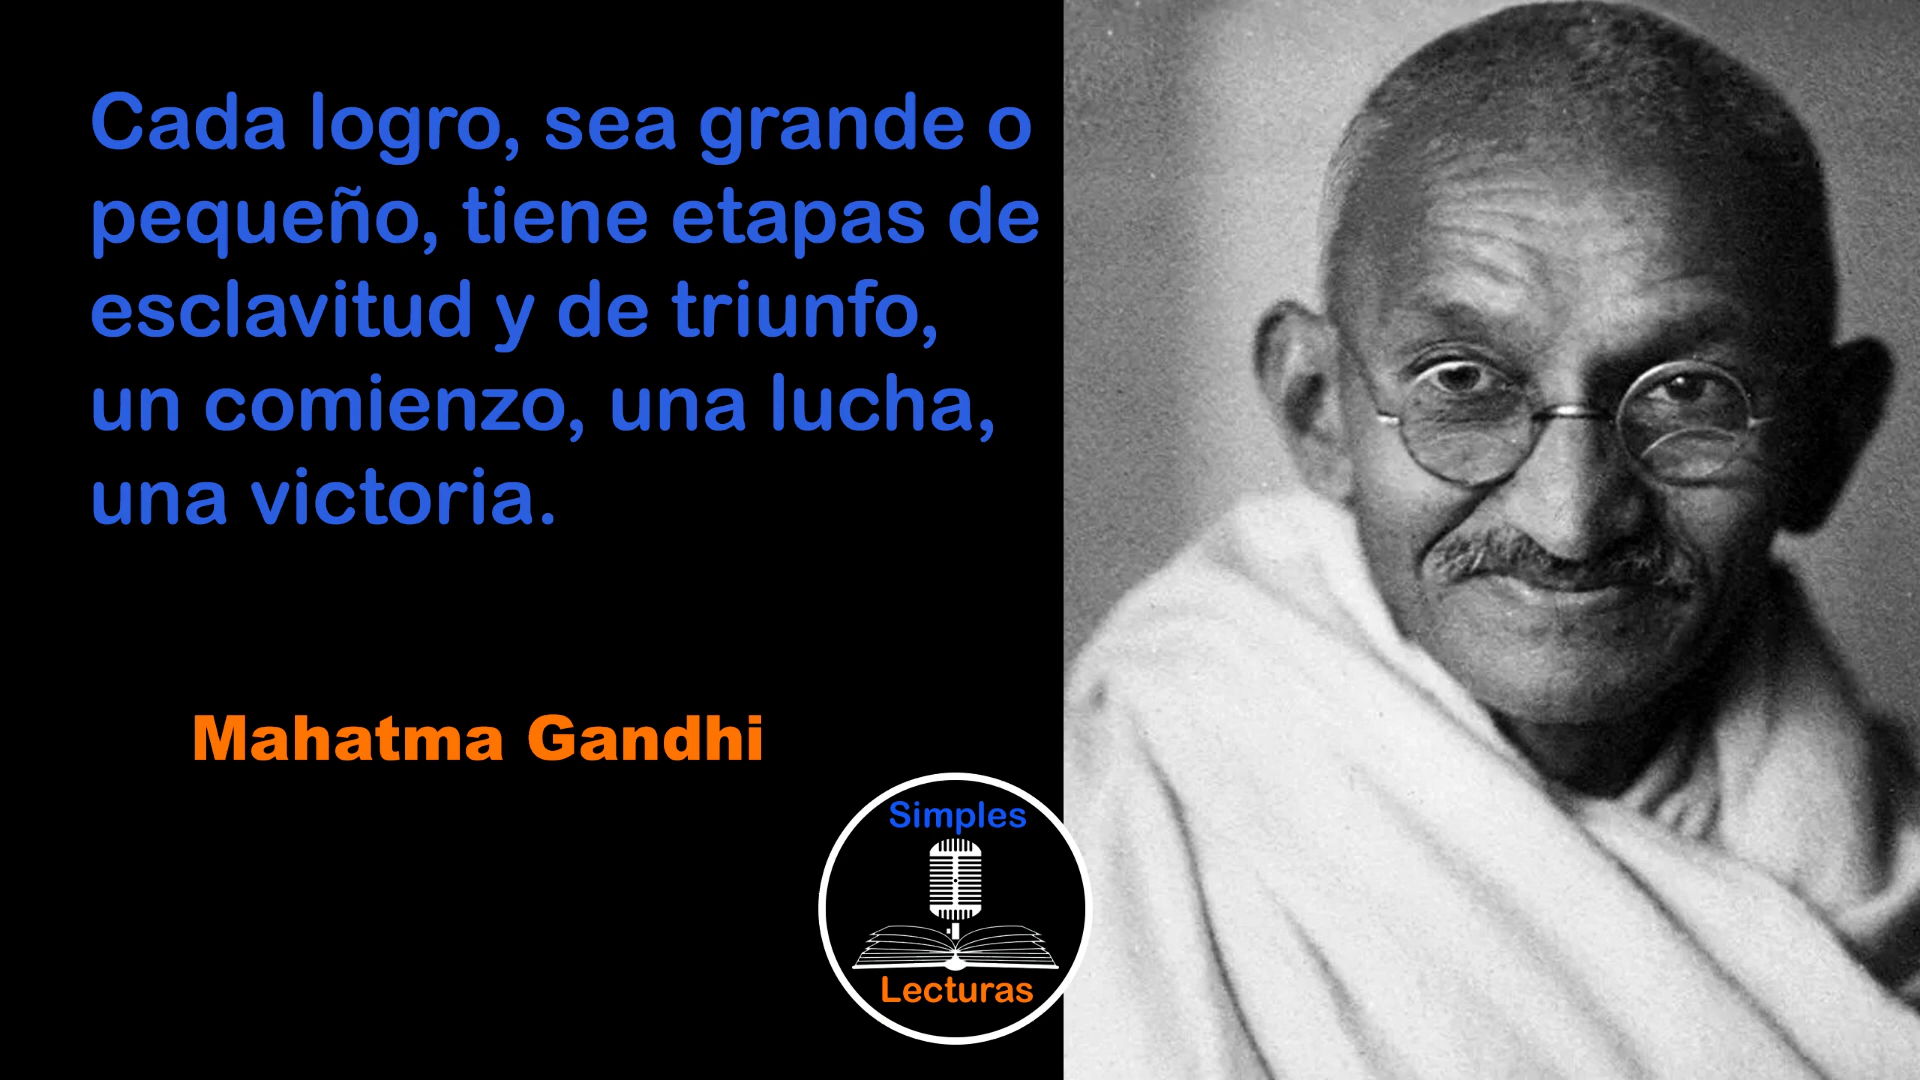 Cada logro, sea grande o
pequeño, tiene etapas de
esclavitud y de triunfo,
un comienzo, una lucha,
una victoria.
Mahatma Gandhi
Simples
Lecturas